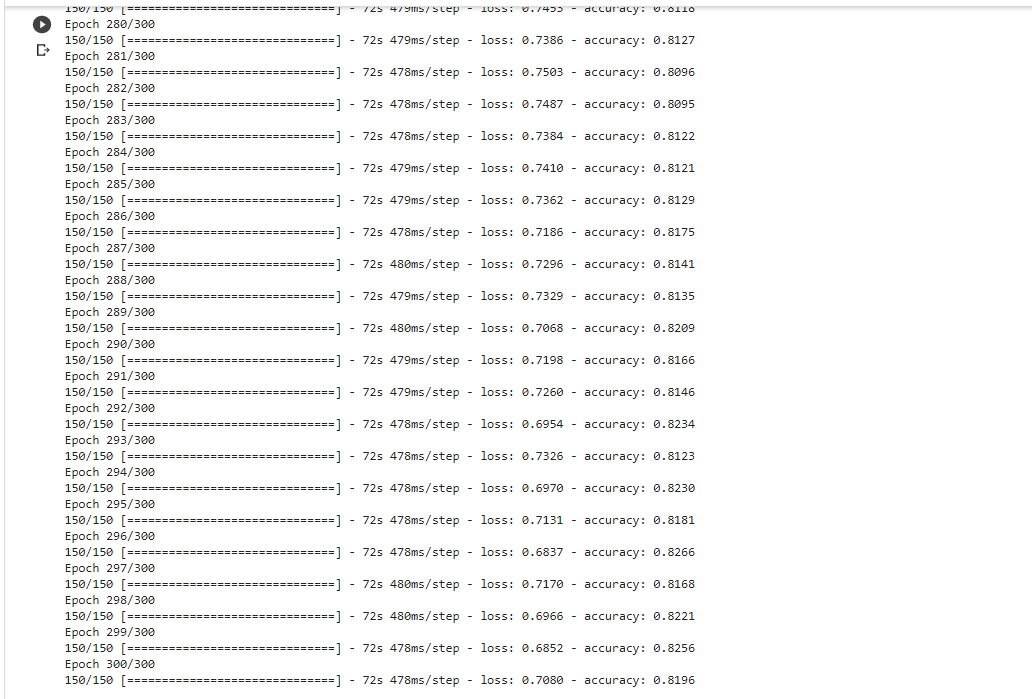 150/150 [==============================] - 72s 479ms/step - loss: 0.7453 - accuracy: 0.8118
Epoch 280/300
150/150 [==============================] - 72s 479ms/step - loss: 0.7386 - accuracy: 0.8127
Epoch 281/300
150/150 [==============================] - 72s 478ms/step - loss: 0.7503 - accuracy: 0.8096
Epoch 282/300
150/150 [==============================] - 72s 478ms/step - loss: 0.7487 - accuracy: 0.8095
Epoch 283/300
150/150 [==============================] - 72s 478ms/step - loss: 0.7384 - accuracy: 0.8122
Epoch 284/300
150/150 [==============================] - 72s 479ms/step - loss: 0.7410 - accuracy: 0.8121
Epoch 285/300
150/150 [==============================] - 72s 479ms/step - loss: 0.7362 - accuracy: 0.8129
Epoch 286/300
150/150 [==============================] - 72s 478ms/step - loss: 0.7186 - accuracy: 0.8175
Epoch 287/300
150/150 [==============================] - 72s 480ms/step - loss: 0.7296 - accuracy: 0.8141
Epoch 288/300
150/150 [==============================] - 72s 479ms/step - loss: 0.7329 - accuracy: 0.8135
Epoch 289/300
150/150 [==============================] - 72s 480ms/step - loss: 0.7068 - accuracy: 0.8209
Epoch 290/300
150/150 [==============================] - 72s 479ms/step - loss: 0.7198 - accuracy: 0.8166
Epoch 291/300
150/150 [==============================] - 72s 479ms/step - loss: 0.7260 - accuracy: 0.8146
Epoch 292/300
150/150 [==============================] - 72s 478ms/step - loss: 0.6954 - accuracy: 0.8234
Epoch 293/300
150/150 [==============================] - 72s 478ms/step - loss: 0.7326 - accuracy: 0.8123
Epoch 294/300
150/150 [==============================] - 72s 478ms/step - loss: 0.6970 - accuracy: 0.8230
Epoch 295/300
150/150 [==============================] - 72s 478ms/step - loss: 0.7131 - accuracy: 0.8181
Epoch 296/300
150/150 [==============================] - 72s 478ms/step - loss: 0.6837 - accuracy: 0.8266
Epoch 297/300
150/150 [==============================] - 72s 480ms/step - loss: 0.7170 - accuracy: 0.8168
Epoch 298/300
150/150 [==============================] - 72s 480ms/step - loss: 0.6966 - accuracy: 0.8221
Epoch 299/300
150/150 [==============================] - 72s 478ms/step - loss: 0.6852 - accuracy: 0.8256
Epoch 300/300
150/150 [==============================] - 72s 478ms/step - loss: 0.7080 - accuracy: 0.8196